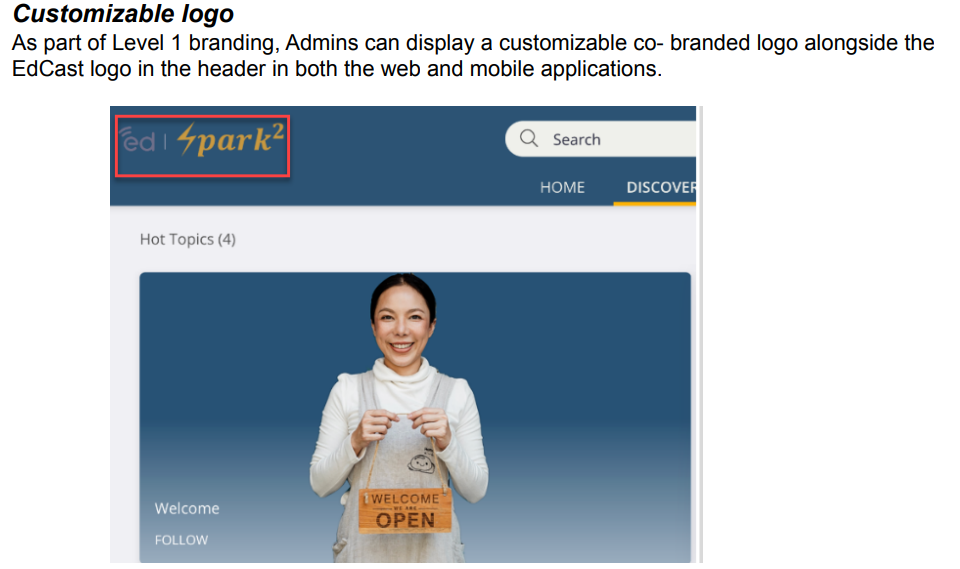 Customizable logo
As part of Level 1 branding, Admins can display a customizable co- branded logo alongside the
EdCast logo in the header in both the web and mobile applications.
ed | Spark²
Search
HOME DISCOVER
Hot Topics (4)
WELCOME
WE ARE
OPEN
Welcome
FOLLOW